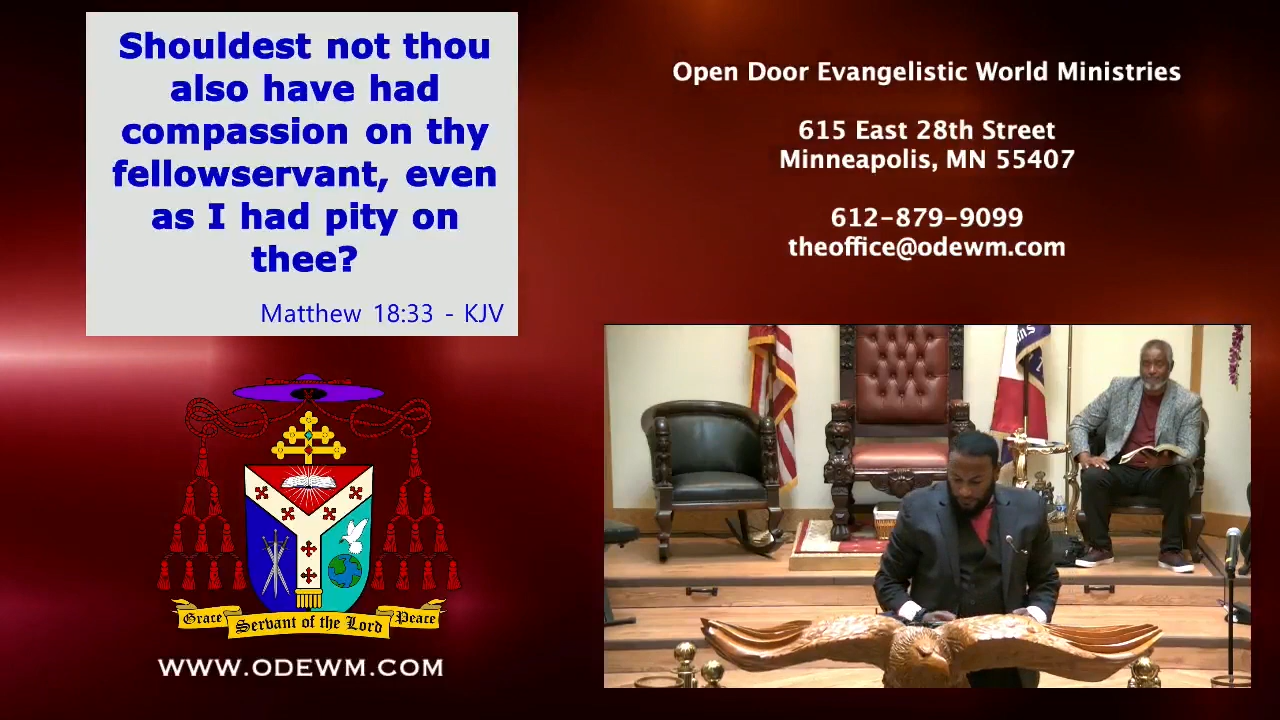 Shouldest not thou
also have had
compassion on thy
fellowservant, even
as I had pity on
thee?
Matthew 18:33 - KJV
Open Door Evangelistic World Ministries
615 East 28th Street
Minneapolis, MN 55407
612-879-9099
theoffice@odewm.com
Grace
Servant of the Lord
Peace
WWW.ODEWM.COM